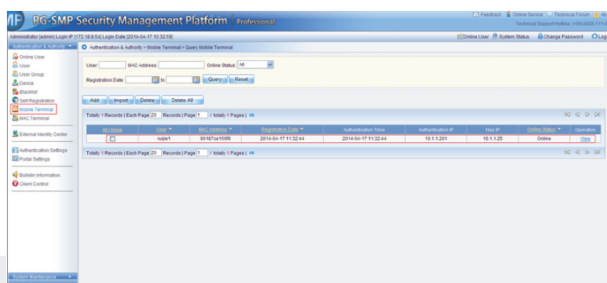 RG-SMP Security Management Platform Professional
Feedback Online Service Technical Forum
Administrator [admin] Login IP [172.18.8.54] Login Date [2014-04-17 10:32:59]
Online User System Status Change Password
Authentication & Authority
Authentication & Authority > Mobile Terminal > Query Mobile Terminal
Online User
User
User Group
Device
Blacklist
Self-Registration
Mobile Terminal
MAC Terminal
External Identity Center
Authentication Settings
Portal Settings
Bulletin Information
Client Control
System Maintenance
User MAC Address Online Status All
Registration Date to Query Reset
Add Import Delete Delete All
Totally 1 Records | Each Page 20 Records | Page 1 / totally 1 Pages |
User MAC Address Registration Date Authentication Time Authentication IP Nas IP Online Status Operation
ruijie1 2014-04-17 11:32:44 2014-04-17 11:32:44 10.1.1.201 10.1.1.25 Online View
Totally 1 Records | Each Page 20 Records | Page 1 / totally 1 Pages |